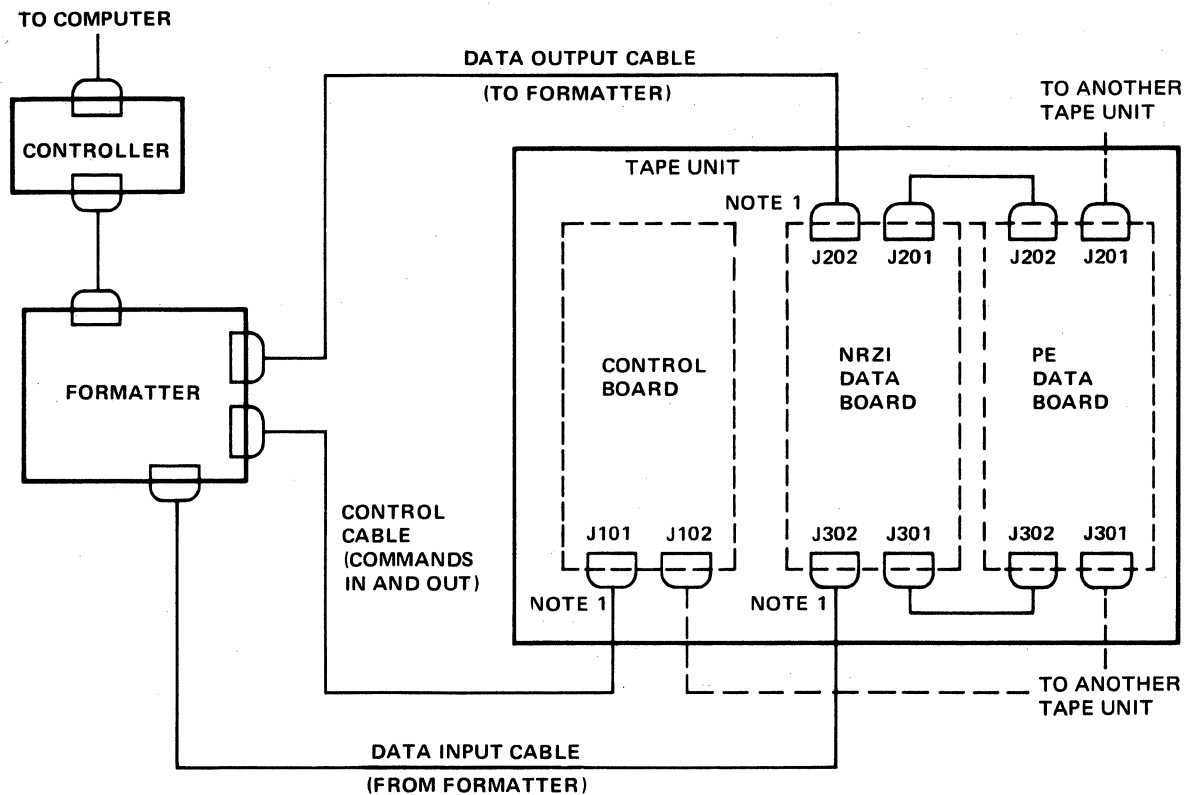 TO COMPUTER
CONTROLLER
FORMATTER
DATA OUTPUT CABLE
(TO FORMATTER)
TO ANOTHER
TAPE UNIT
TAPE UNIT
NOTE 1
J202
J201
J202
J201
CONTROL
BOARD
NRZI
DATA
BOARD
PE
DATA
BOARD
CONTROL
CABLE
(COMMANDS
IN AND OUT)
J101
J102
J302
J301
J302
J301
NOTE 1
NOTE 1
TO ANOTHER
TAPE UNIT
DATA INPUT CABLE
(FROM FORMATTER)